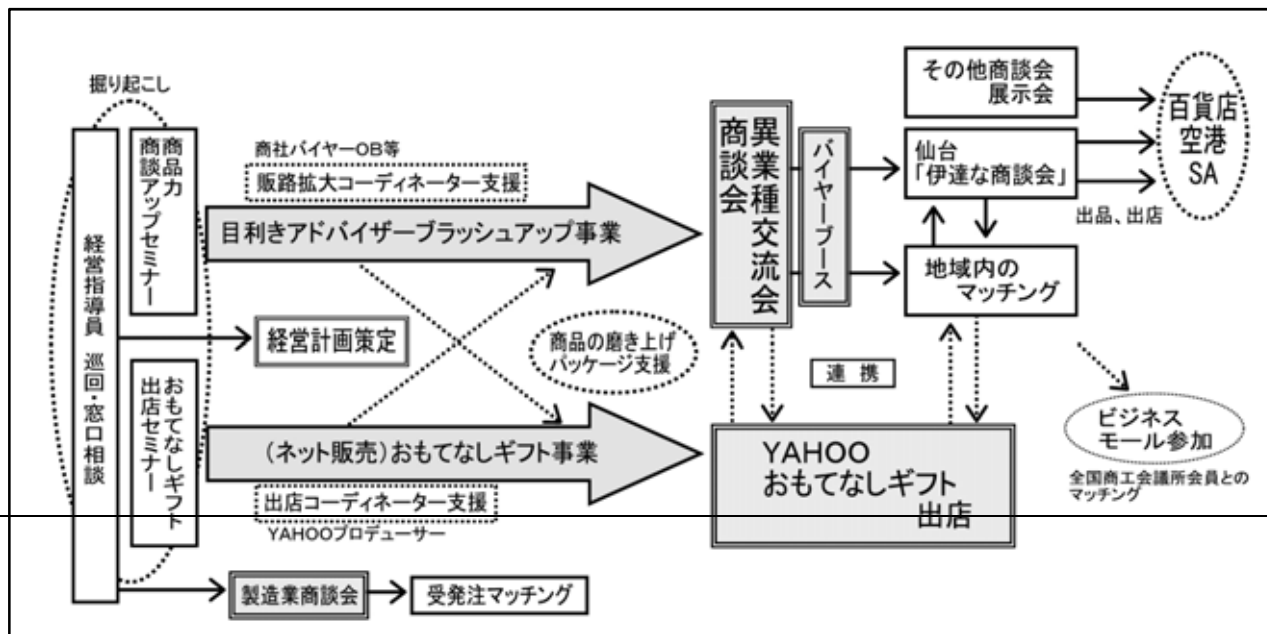 掘り起こし
経営指導員 巡回・窓口相談
商品力
商談アップセミナー
おもてなしギフト
出店セミナー
商社バイヤーOB等
販路拡大コーディネーター支援
目利きアドバイザーブラッシュアップ事業
経営計画策定
商品の磨き上げ
パッケージ支援
(ネット販売)おもてなしギフト事業
出店コーディネーター支援
YAHOOプロデューサー
製造業商談会
受発注マッチング
異業種交流会
商談会
バイヤーブース
その他商談会
展示会
仙台
「伊達な商談会」
地域内の
マッチング
百貨店
空港
SA
出品、出店
連携
YAHOO
おもてなしギフト
出店
ビジネス
モール参加
全国商工会議所会員との
マッチング